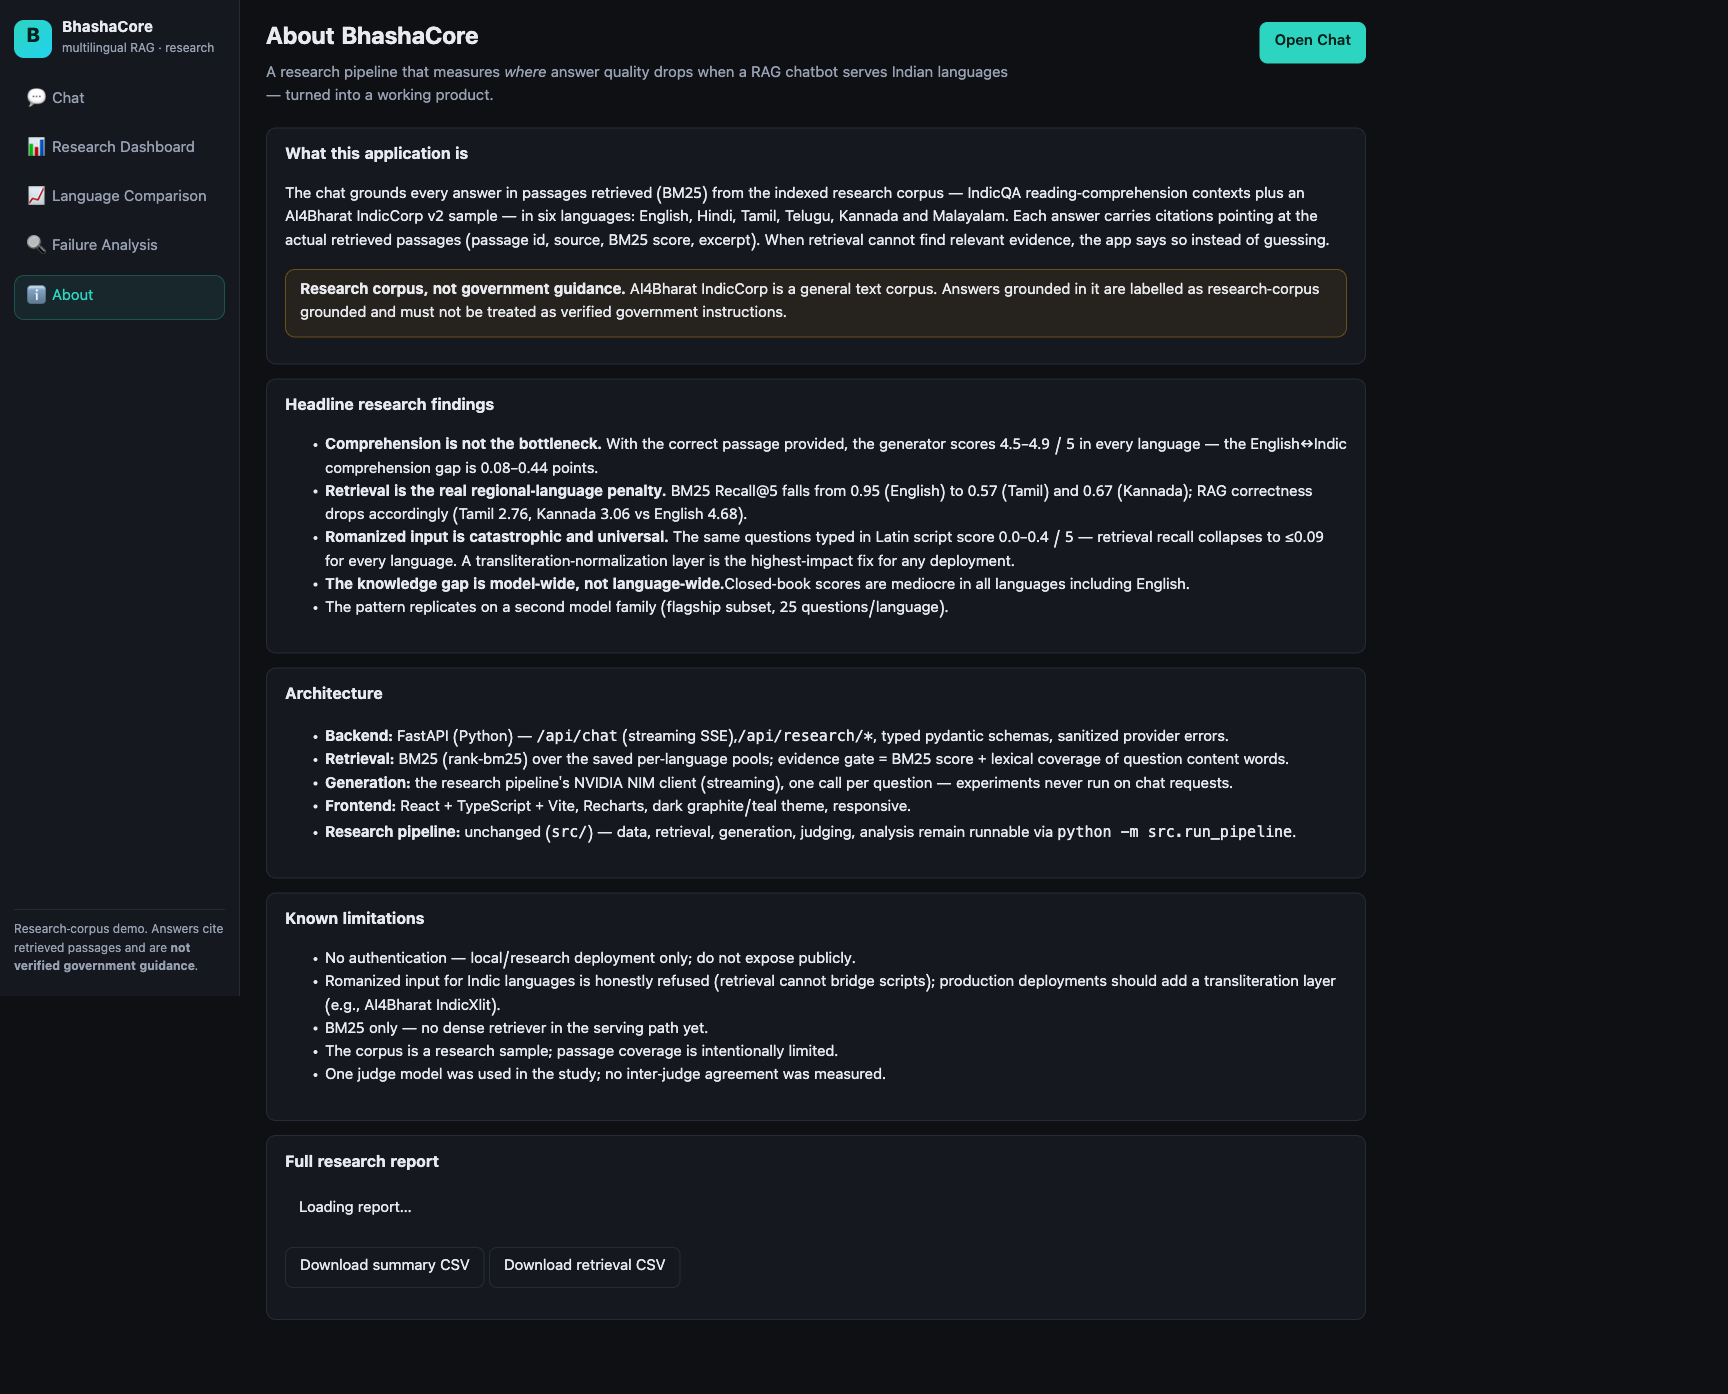 B
BhashaCore
multilingual RAG · research
💬 Chat
📊 Research Dashboard
📈 Language Comparison
🔍 Failure Analysis
ℹ️ About
Research-corpus demo. Answers cite
retrieved passages and are not
verified government guidance.
About BhashaCore
Open Chat
A research pipeline that measures where answer quality drops when a RAG chatbot serves Indian languages
— turned into a working product.
What this application is
The chat grounds every answer in passages retrieved (BM25) from the indexed research corpus — IndicQA reading-comprehension contexts plus an
AI4Bharat IndicCorp v2 sample — in six languages: English, Hindi, Tamil, Telugu, Kannada and Malayalam. Each answer carries citations pointing at the
actual retrieved passages (passage id, source, BM25 score, excerpt). When retrieval cannot find relevant evidence, the app says so instead of guessing.
Research corpus, not government guidance. AI4Bharat IndicCorp is a general text corpus. Answers grounded in it are labelled as research-corpus
grounded and must not be treated as verified government instructions.
Headline research findings
• Comprehension is not the bottleneck. With the correct passage provided, the generator scores 4.5–4.9 / 5 in every language — the English↔Indic
comprehension gap is 0.08–0.44 points.
• Retrieval is the real regional-language penalty. BM25 Recall@5 falls from 0.95 (English) to 0.57 (Tamil) and 0.67 (Kannada); RAG correctness
drops accordingly (Tamil 2.76, Kannada 3.06 vs English 4.68).
• Romanized input is catastrophic and universal. The same questions typed in Latin script score 0.0–0.4 / 5 — retrieval recall collapses to ≤0.09
for every language. A transliteration-normalization layer is the highest-impact fix for any deployment.
• The knowledge gap is model-wide, not language-wide.Closed-book scores are mediocre in all languages including English.
• The pattern replicates on a second model family (flagship subset, 25 questions/language).
Architecture
• Backend: FastAPI (Python) — /api/chat (streaming SSE),/api/research/*, typed pydantic schemas, sanitized provider errors.
• Retrieval: BM25 (rank-bm25) over the saved per-language pools; evidence gate = BM25 score + lexical coverage of question content words.
• Generation: the research pipeline's NVIDIA NIM client (streaming), one call per question — experiments never run on chat requests.
• Frontend: React + TypeScript + Vite, Recharts, dark graphite/teal theme, responsive.
• Research pipeline: unchanged (src/) — data, retrieval, generation, judging, analysis remain runnable via python -m src.run_pipeline.
Known limitations
• No authentication — local/research deployment only; do not expose publicly.
• Romanized input for Indic languages is honestly refused (retrieval cannot bridge scripts); production deployments should add a transliteration layer
(e.g., AI4Bharat IndicXlit).
• BM25 only — no dense retriever in the serving path yet.
• The corpus is a research sample; passage coverage is intentionally limited.
• One judge model was used in the study; no inter-judge agreement was measured.
Full research report
Loading report...
Download summary CSV
Download retrieval CSV